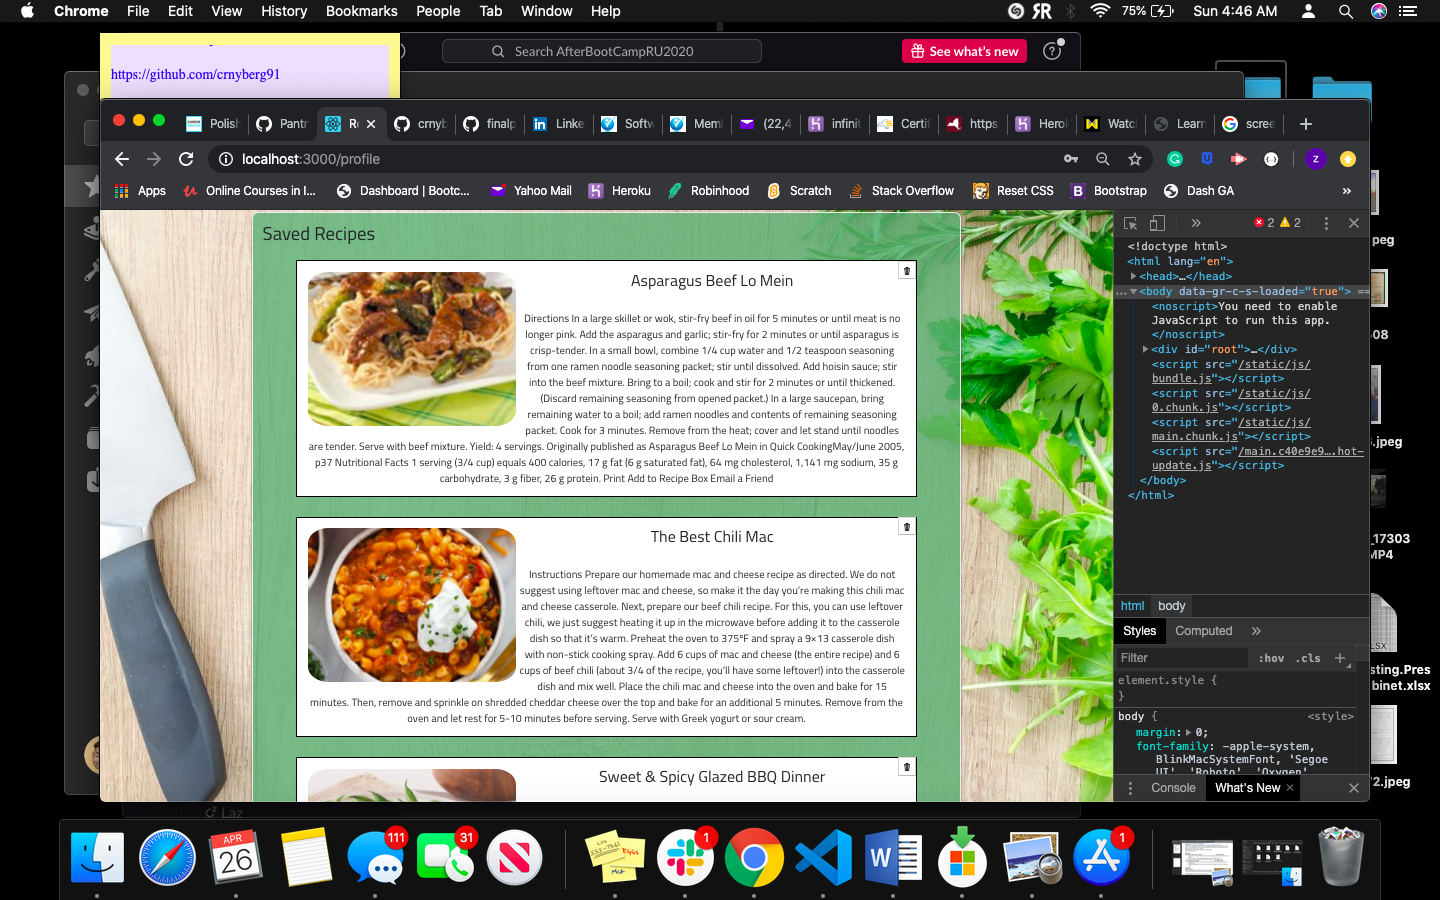 Chrome File Edit View History Bookmarks People Tab Window Help 75% Sun 4:46 AM
Search AfterBootCampRU2020 See what's new
https://github.com/crnyberg91
Polish Pantr Re crnyb finalp Linke Softw Mem (22,4 infinit Certif https Herok Watc Learn scree
localhost:3000/profile
Apps Online Courses in I... Dashboard | Bootc... Yahoo Mail Heroku Robinhood Scratch Stack Overflow Reset CSS Bootstrap Dash GA »
Saved Recipes
Asparagus Beef Lo Mein
Directions In a large skillet or wok, stir-fry beef in oil for 5 minutes or until meat is no
longer pink. Add the asparagus and garlic; stir-fry for 2 minutes or until asparagus is
crisp-tender. In a small bowl, combine 1/4 cup water and 1/2 teaspoon seasoning
from one ramen noodle seasoning packet; stir until dissolved. Add hoisin sauce; stir
into the beef mixture. Bring to a boil; cook and stir for 2 minutes or until thickened.
(Discard remaining seasoning from opened packet.) In a large saucepan, bring
remaining water to a boil; add ramen noodles and contents of remaining seasoning
packet. Cook for 3 minutes. Remove from the heat; cover and let stand until noodles
are tender. Serve with beef mixture. Yield: 4 servings. Originally published as Asparagus Beef Lo Mein in Quick CookingMay/June 2005,
p37 Nutritional Facts 1 serving (3/4 cup) equals 400 calories, 17 g fat (6 g saturated fat), 64 mg cholesterol, 1,141 mg sodium, 35 g
carbohydrate, 3 g fiber, 26 g protein. Print Add to Recipe Box Email a Friend
The Best Chili Mac
Instructions Prepare our homemade mac and cheese recipe as directed. We do not
suggest using leftover mac and cheese, so make it the day you're making this chili mac
and cheese casserole. Next, prepare our beef chili recipe. For this, you can use leftover
chili, we just suggest heating it up in the microwave before adding it to the casserole
dish so that it's warm. Preheat the oven to 375ºF and spray a 9×13 casserole dish
with non-stick cooking spray. Add 6 cups of mac and cheese (the entire recipe) and 6
cups of beef chili (about 3/4 of the recipe, you'll have some leftover!) into the casserole
dish and mix well. Place the chili mac and cheese into the oven and bake for 15
minutes. Then, remove and sprinkle on shredded cheddar cheese over the top and bake for an additional 5 minutes. Remove from the
oven and let rest for 5-10 minutes before serving. Serve with Greek yogurt or sour cream.
Sweet & Spicy Glazed BBQ Dinner
» 2 2
<!doctype html>
<html lang="en">
<head>…</head>
…<body data-gr-c-s-loaded="true"> ==
<noscript>You need to enable
JavaScript to run this app.
</noscript>
<div id="root">…</div>
<script src="/static/js/
bundle.js"></script>
<script src="/static/js/
0.chunk.js"></script>
<script src="/static/js/
main.chunk.js"></script>
<script src="/main.c40e9e9….hot-
update.js"></script>
</body>
</html>
html body
Styles Computed »
Filter :hov .cls +
element.style {
}
body { <style>
margin: 0;
font-family: -apple-system,
BlinkMacSystemFont, 'Segoe
UI', 'Roboto', 'Oxygen',
Console What's New
peg
08
.jpeg
_17303
MP4
LSX
sting.Pres
binet.xlsx
2.jpeg
Laz
APR
26
111
31
1
1